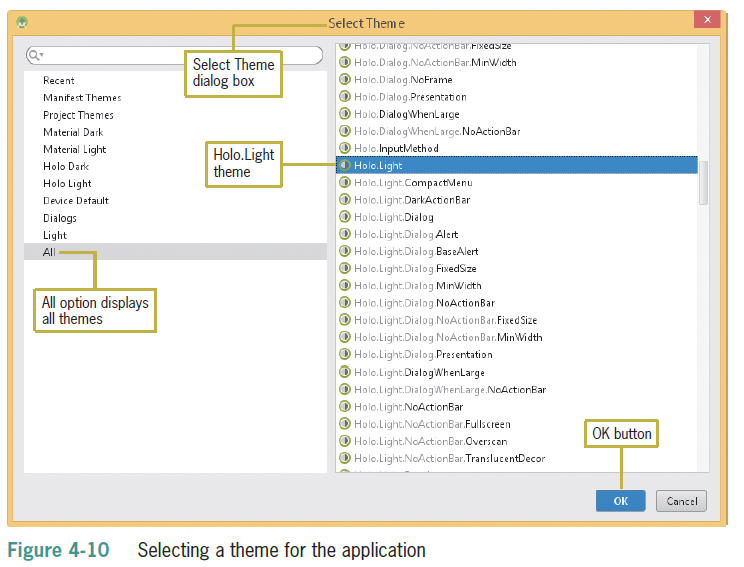 Select Theme
Select Theme
dialog box
Recent
Manifest Themes
Project Themes
Material Dark
Material Light
Holo Dark
Holo Light
Device Default
Dialogs
Light
All
All option displays
all themes
Holo.Light
theme
Holo.Dialog.NoActionBar.FixedSize
Holo.Dialog.NoActionBar.MinWidth
Holo.Dialog.NoFrame
Holo.Dialog.Presentation
Holo.DialogWhenLarge
Holo.DialogWhenLarge.NoActionBar
Holo.InputMethod
Holo.Light
Holo.Light.CompactMenu
Holo.Light.DarkActionBar
Holo.Light.Dialog
Holo.Light.Dialog.Alert
Holo.Light.Dialog.BaseAlert
Holo.Light.Dialog.FixedSize
Holo.Light.Dialog.MinWidth
Holo.Light.Dialog.NoActionBar
Holo.Light.Dialog.NoActionBar.FixedSize
Holo.Light.Dialog.NoActionBar.MinWidth
Holo.Light.Dialog.Presentation
Holo.Light.DialogWhenLarge
Holo.Light.DialogWhenLarge.NoActionBar
Holo.Light.NoActionBar
Holo.Light.NoActionBar.Fullscreen
Holo.Light.NoActionBar.Overscan
Holo.Light.NoActionBar.TranslucentDecor
OK button
OK
Cancel
Figure 4-10 Selecting a theme for the application